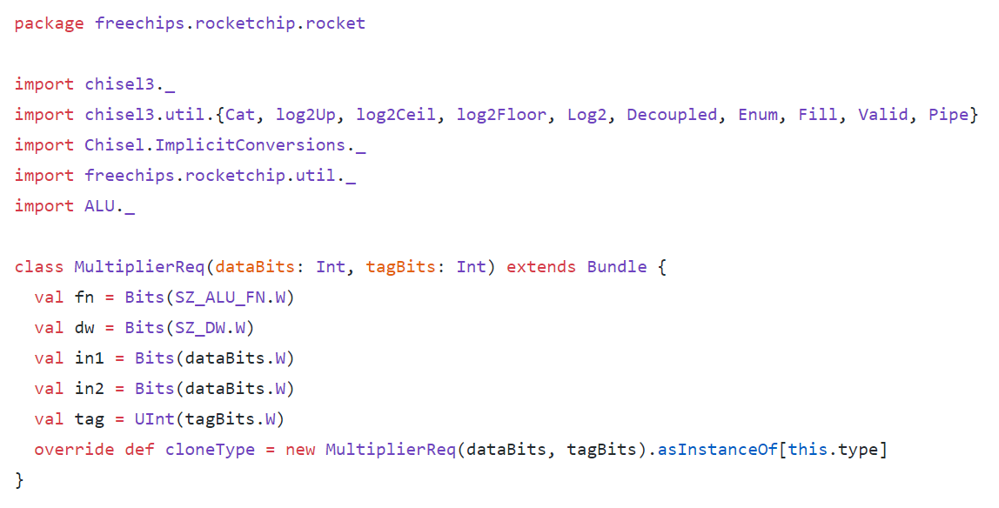 package freechips.rocketchip.rocket
import chisel3._
import chisel3.util.{Cat, log2Up, log2Ceil, log2Floor, Log2, Decoupled, Enum, Fill, Valid, Pipe}
import Chisel.ImplicitConversions._
import freechips.rocketchip.util._
import ALU._
class MultiplierReq(dataBits: Int, tagBits: Int) extends Bundle {
  val fn = Bits(SZ_ALU_FN.W)
  val dw = Bits(SZ_DW.W)
  val in1 = Bits(dataBits.W)
  val in2 = Bits(dataBits.W)
  val tag = UInt(tagBits.W)
  override def cloneType = new MultiplierReq(dataBits, tagBits).asInstanceOf[this.type]
}